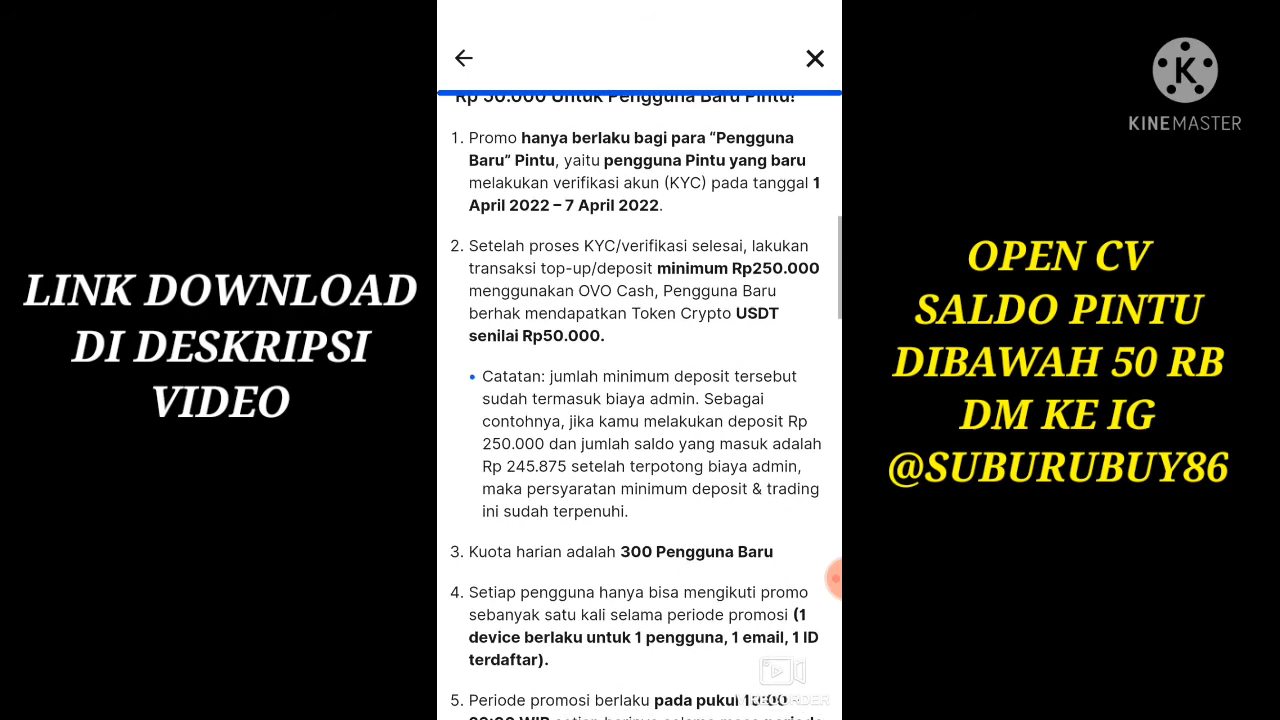 LINK DOWNLOAD
DI DESKRIPSI
VIDEO
Rp 50.000 Untuk Pengguna Baru Pintu!
1. Promo hanya berlaku bagi para “Pengguna
Baru” Pintu, yaitu pengguna Pintu yang baru
melakukan verifikasi akun (KYC) pada tanggal 1
April 2022 – 7 April 2022.
2. Setelah proses KYC/verifikasi selesai, lakukan
transaksi top-up/deposit minimum Rp250.000
menggunakan OVO Cash, Pengguna Baru
berhak mendapatkan Token Crypto USDT
senilai Rp50.000.
• Catatan: jumlah minimum deposit tersebut
sudah termasuk biaya admin. Sebagai
contohnya, jika kamu melakukan deposit Rp
250.000 dan jumlah saldo yang masuk adalah
Rp 245.875 setelah terpotong biaya admin,
maka persyaratan minimum deposit & trading
ini sudah terpenuhi.
3. Kuota harian adalah 300 Pengguna Baru
4. Setiap pengguna hanya bisa mengikuti promo
sebanyak satu kali selama periode promosi (1
device berlaku untuk 1 pengguna, 1 email, 1 ID
terdaftar).
5. Periode promosi berlaku pada pukul
KINEMASTER
OPEN CV
SALDO PINTU
DIBAWAH 50 RB
DM KE IG
@SUBURUBUY86